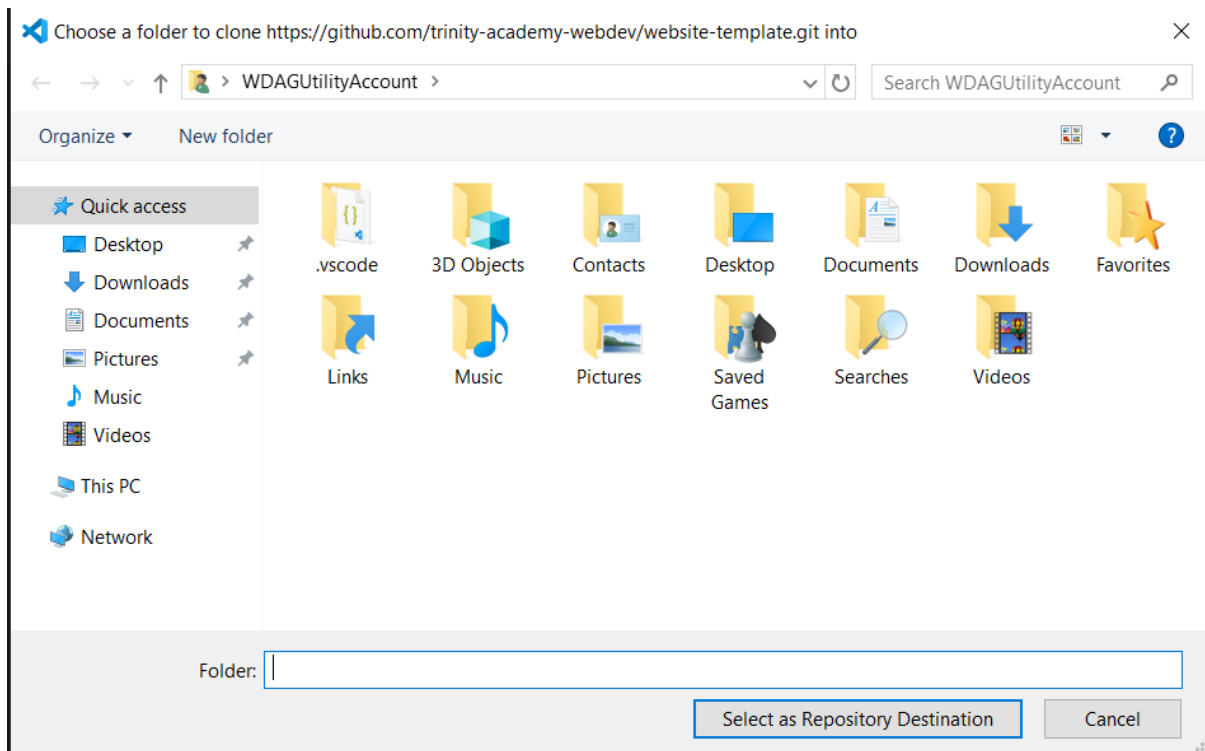 Choose a folder to clone https://github.com/trinity-academy-webdev/website-template.git into
WDAGUtilityAccount
Search WDAGUtilityAccount
Organize
New folder
?
Quick access
Desktop
Downloads
Documents
Pictures
Music
Videos
This PC
Network
.vscode
3D Objects
Contacts
Desktop
Documents
Downloads
Favorites
Links
Music
Pictures
Saved
Games
Searches
Videos
Folder:
Select as Repository Destination
Cancel